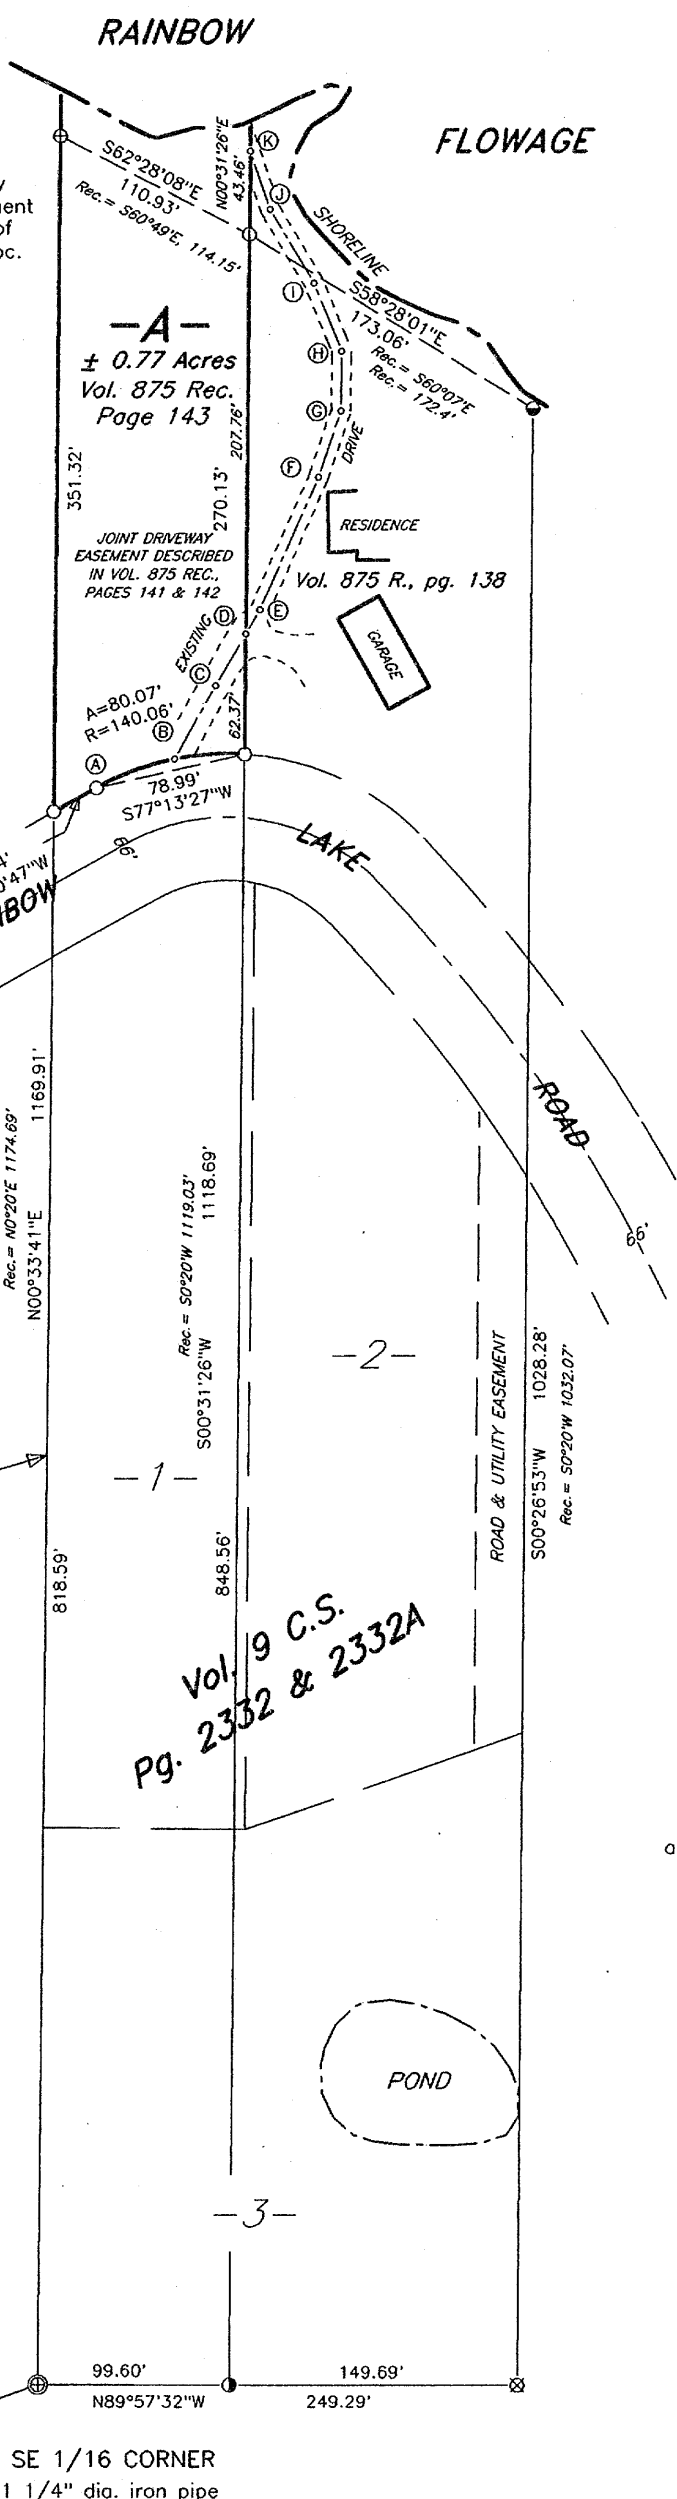 RAINBOW
FLOWAGE
S62°28'08"E
110.93'
Rec.= S60°49'E, 114.15'
N00°31'26"E
43.46'
K
J
SHORELINE
I
S58°28'01"E
173.06'
Rec.= S60°07'E
Rec.= 172.4'
-A-
± 0.77 Acres
Vol. 875 Rec.
Page 143
H
G
F
DRIVE
351.32'
207.76'
270.13'
JOINT DRIVEWAY
EASEMENT DESCRIBED
IN VOL. 875 REC.,
PAGES 141 & 142
RESIDENCE
Vol. 875 R., pg. 138
GARAGE
D
E
EXISTING
C
B
A
A=80.07'
R=140.06'
62.37'
78.99'
S77°13'27"W
66'
LAKE
ROAD
66'
1169.91'
Rec.= N0°20'E 1174.69'
N00°33'41"E
1118.69'
Rec.= S0°20'W 1119.03'
S00°31'26"W
-2-
-1-
ROAD & UTILITY EASEMENT
1028.28'
S00°26'53"W
Rec.= S0°20'W 1032.07'
818.59'
848.56'
Vol. 9 C.S.
Pg. 2332 & 2332A
POND
-3-
99.60'
149.69'
N89°57'32"W
249.29'
SE 1/16 CORNER
1 1/4" dia. iron pipe